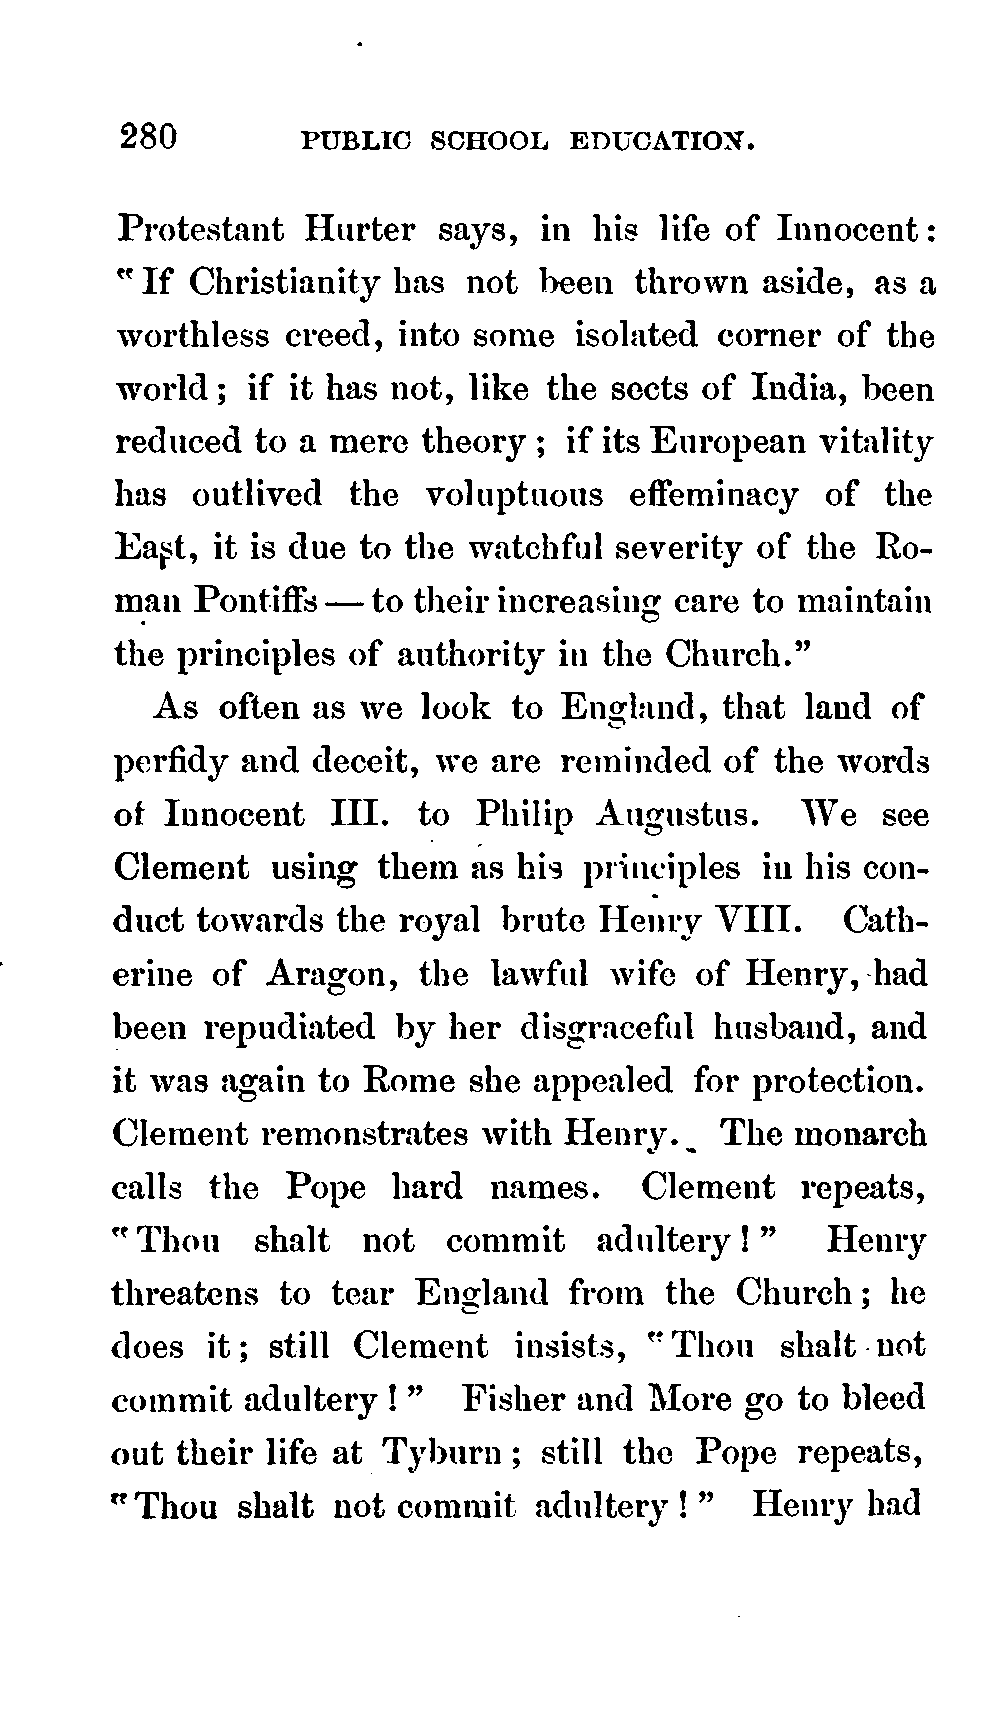 280 PUBLIC SCHOOL EDUCATION.
Protestant Hurter says, in his life of Innocent:
"If Christianity has not been thrown aside, as a
worthless creed, into some isolated corner of the
world; if it has not, like the sects of India, been
reduced to a mere theory; if its European vitality
has outlived the voluptuous effeminacy of the
East, it is due to the watchful severity of the Ro-
man Pontiffs — to their increasing care to maintain
the principles of authority in the Church."
As often as we look to England, that land of
perfidy and deceit, we are reminded of the words
of Innocent III. to Philip Augustus. We see
Clement using them as his principles in his con-
duct towards the royal brute Henry VIII. Cath-
erine of Aragon, the lawful wife of Henry, had
been repudiated by her disgraceful husband, and
it was again to Rome she appealed for protection.
Clement remonstrates with Henry. The monarch
calls the Pope hard names. Clement repeats,
"Thou shalt not commit adultery!" Henry
threatens to tear England from the Church; he
does it; still Clement insists, "Thou shalt not
commit adultery!" Fisher and More go to bleed
out their life at Tyburn; still the Pope repeats,
"Thou shalt not commit adultery!" Henry had